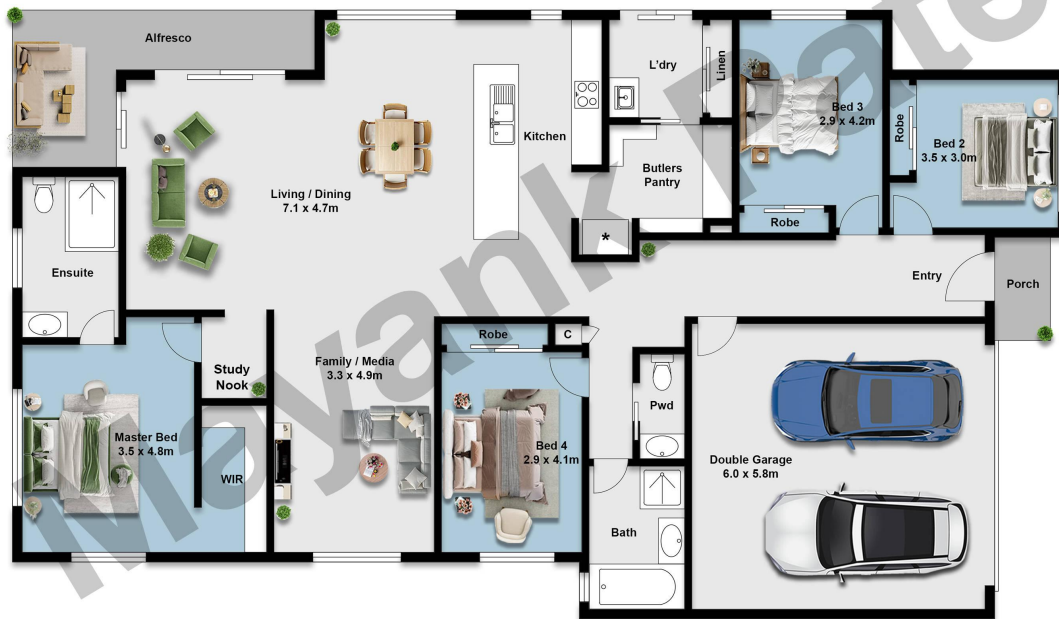 Alfresco
L'dry
Linen
Bed 3
2.9 x 4.2m
Robe
Bed 2
3.5 x 3.0m
Kitchen
Butlers
Pantry
Living / Dining
7.1 x 4.7m
Robe
*
Ensuite
Entry
Porch
Robe
C
Study
Nook
Family / Media
3.3 x 4.9m
Pwd
Master Bed
3.5 x 4.8m
Bed 4
2.9 x 4.1m
Double Garage
6.0 x 5.8m
WIR
Bath
Mayank Pate